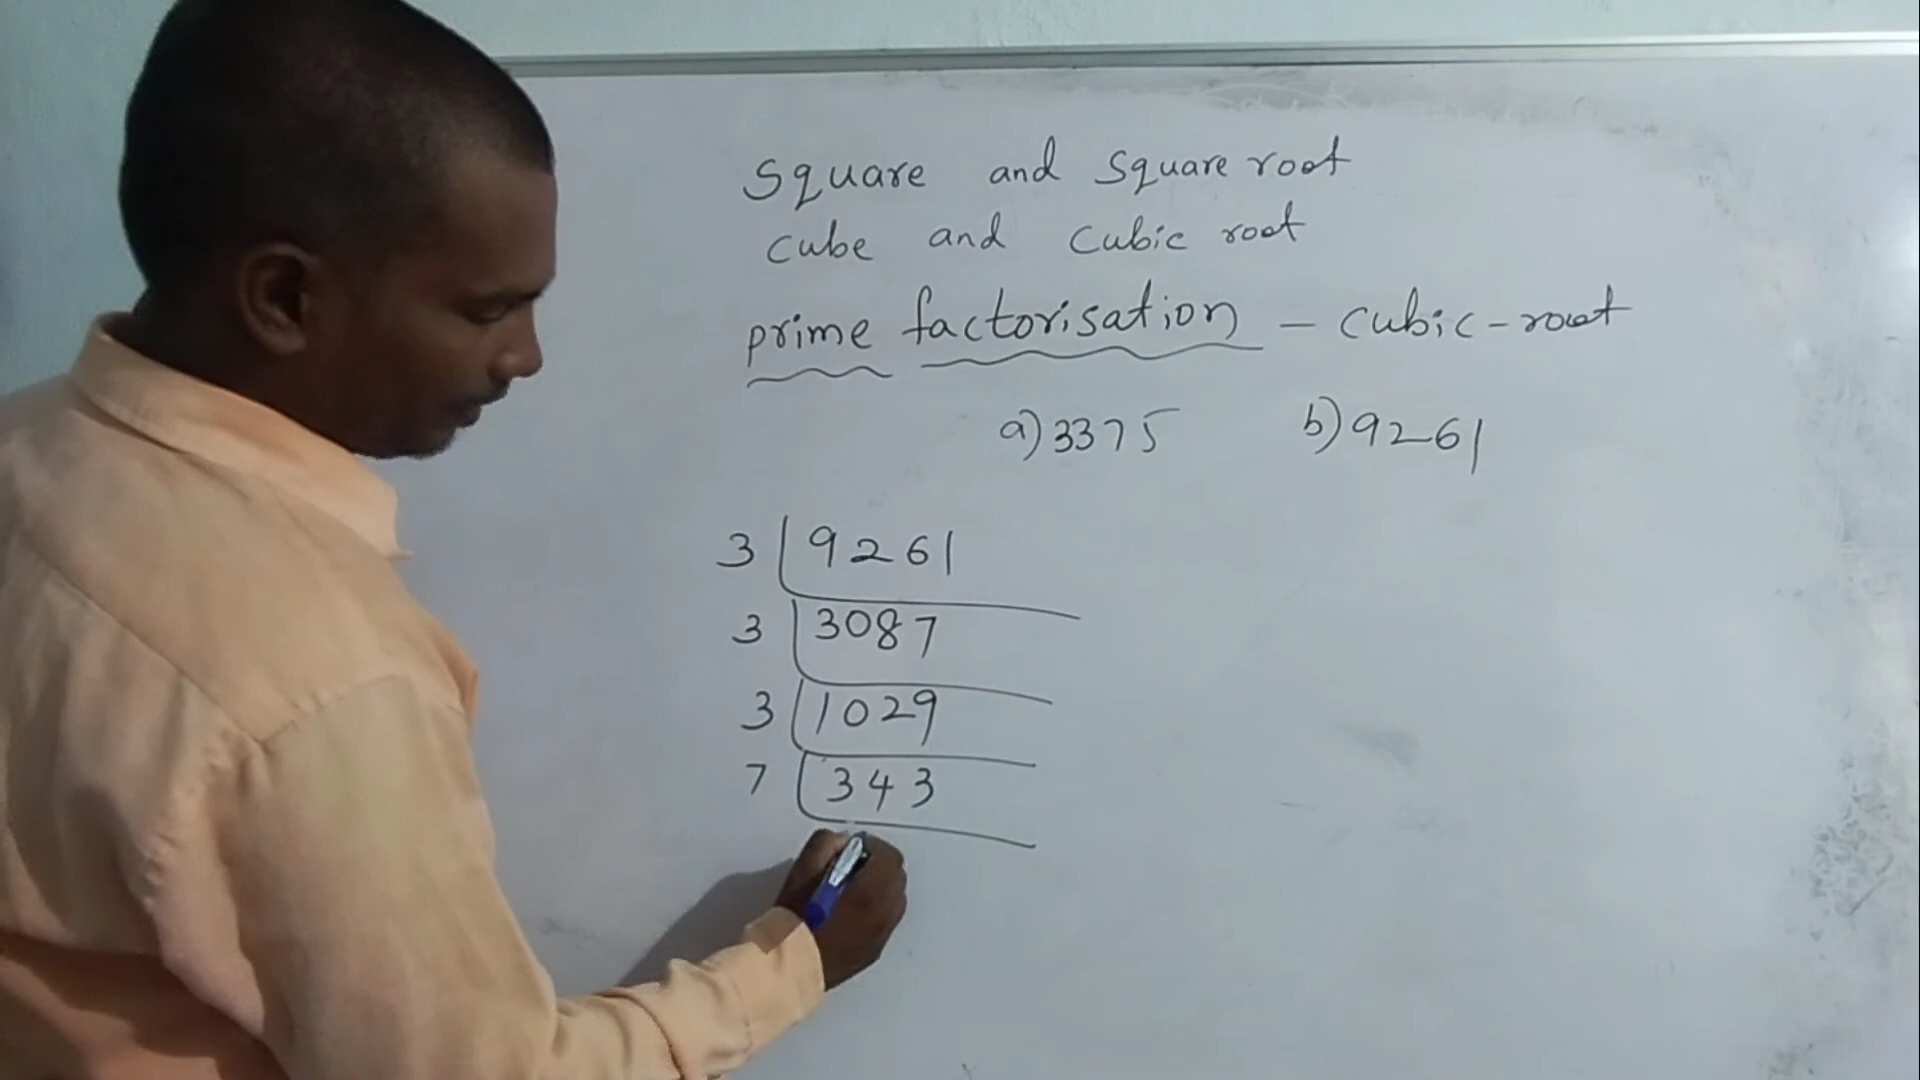 Square and Square root
Cube and Cubic root
prime factorisation - cubic-root
a) 3375 b) 9261
3 9261
3 3087
3 1029
7 343